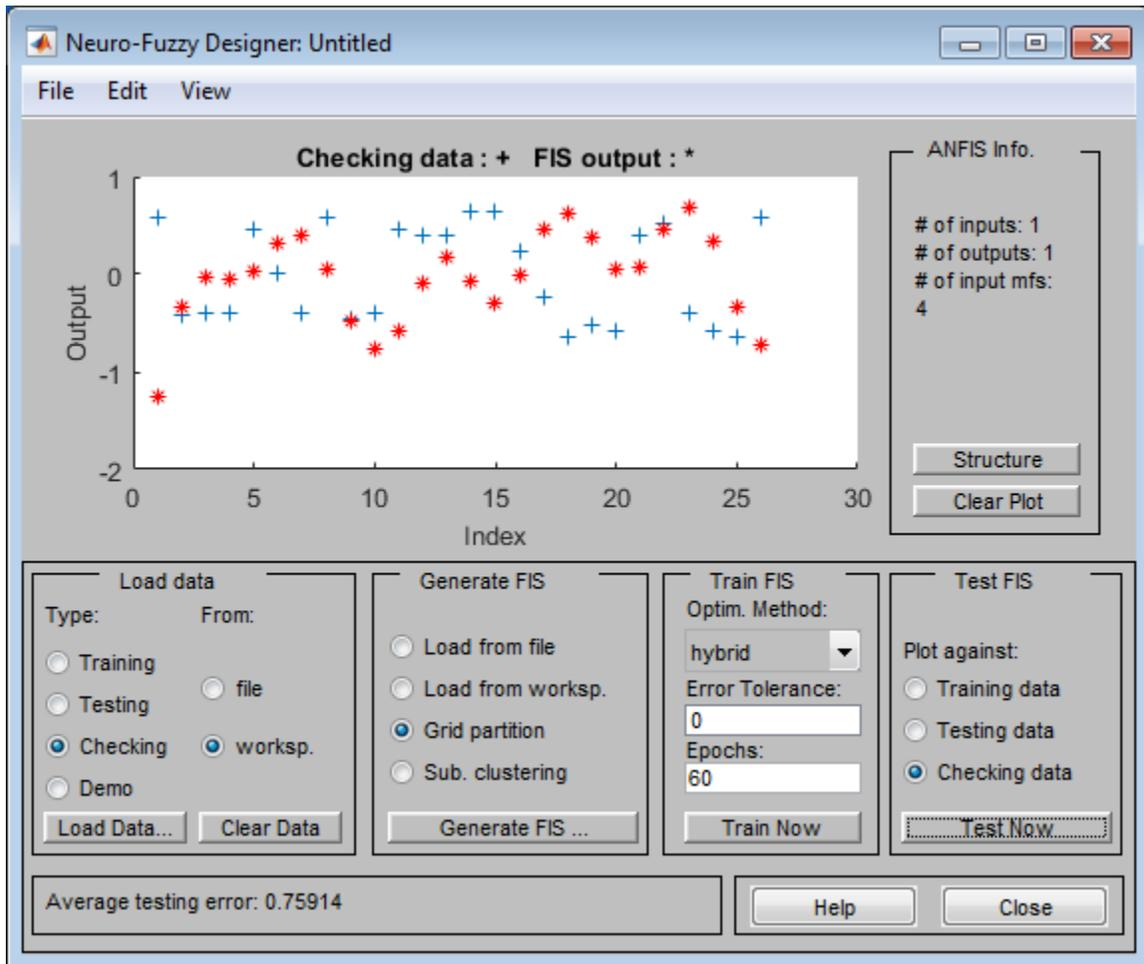 Neuro-Fuzzy Designer: Untitled
File Edit View
Checking data : + FIS output : *
1
0
-1
-2
Output
0 5 10 15 20 25 30
Index
ANFIS Info.
# of inputs: 1
# of outputs: 1
# of input mfs:
4
Structure
Clear Plot
Load data
Type: From:
Training
Testing
Checking
Demo
file
worksp.
Load Data... Clear Data
Generate FIS
Load from file
Load from worksp.
Grid partition
Sub. clustering
Generate FIS ...
Train FIS
Optim. Method:
hybrid
Error Tolerance:
0
Epochs:
60
Train Now
Test FIS
Plot against:
Training data
Testing data
Checking data
Test Now
Average testing error: 0.75914
Help Close